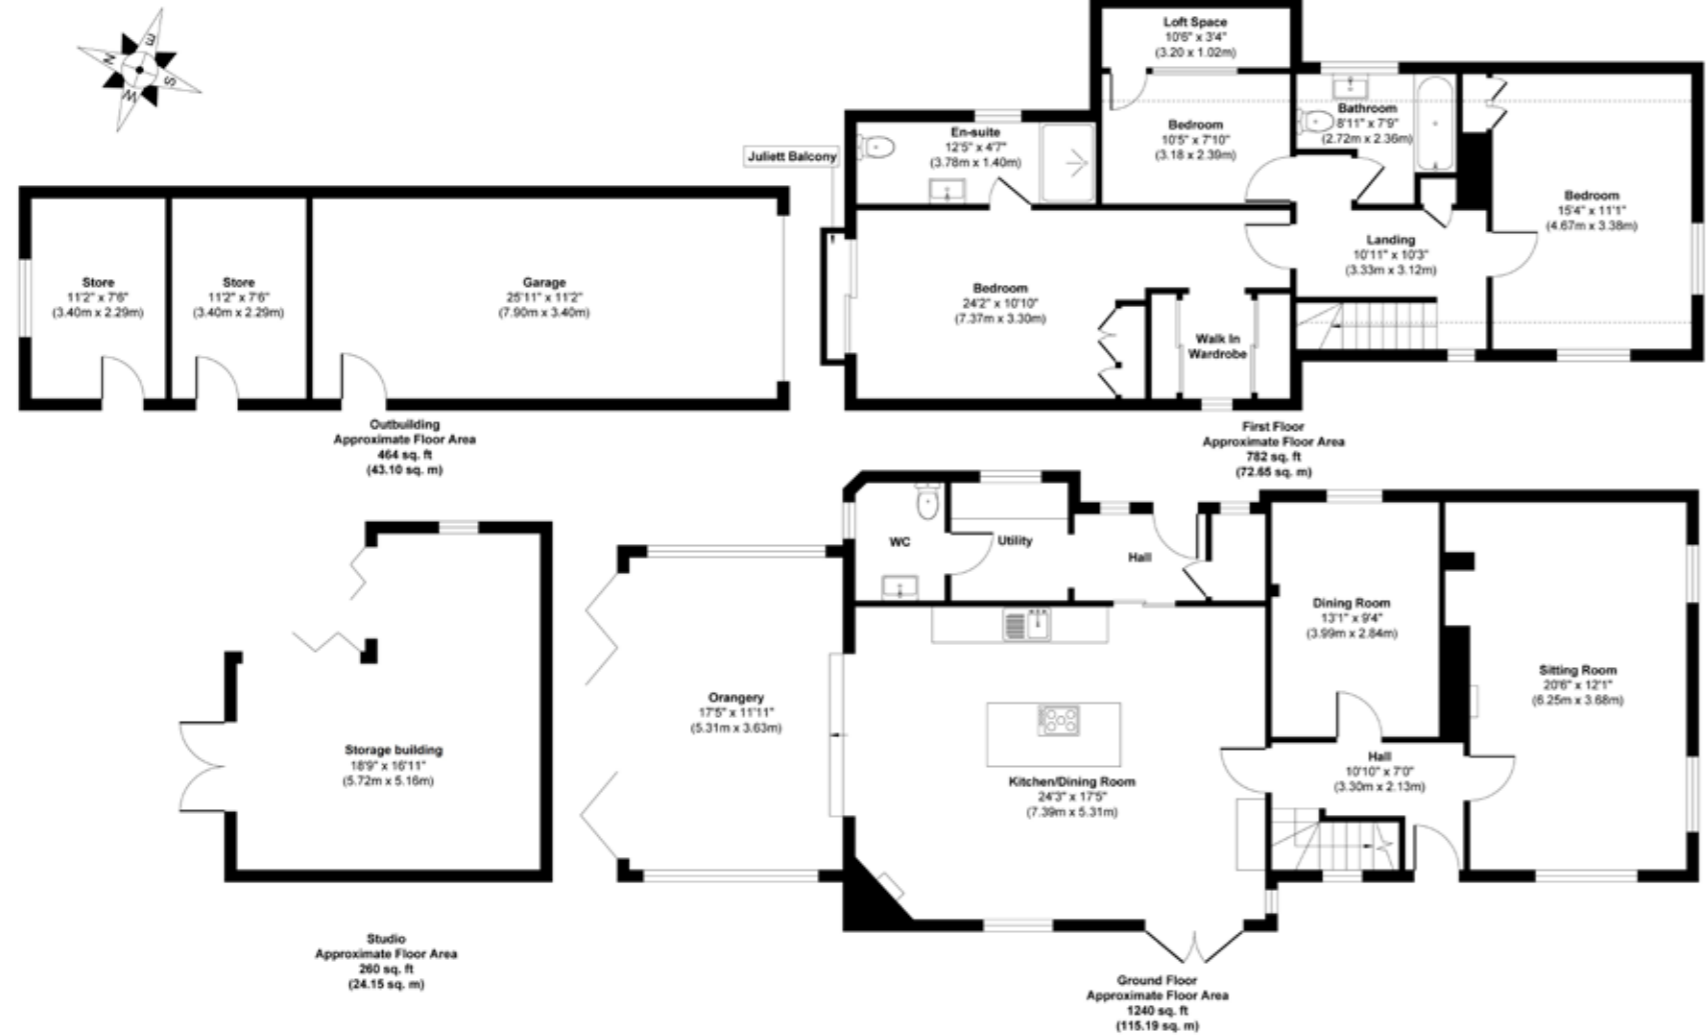 E
N
S
W
Loft Space
10'6" x 3'4"
(3.20 x 1.02m)
Bathroom
8'11" x 7'9"
(2.72m x 2.36m)
Bedroom
10'5" x 7'10"
(3.18 x 2.39m)
En-suite
12'5" x 4'7"
(3.78m x 1.40m)
Juliett Balcony
Bedroom
15'4" x 11'1"
(4.67m x 3.38m)
Landing
10'11" x 10'3"
(3.33m x 3.12m)
Store
11'2" x 7'6"
(3.40m x 2.29m)
Store
11'2" x 7'6"
(3.40m x 2.29m)
Garage
25'11" x 11'2"
(7.90m x 3.40m)
Bedroom
24'2" x 10'10"
(7.37m x 3.30m)
Walk In
Wardrobe
Outbuilding
Approximate Floor Area
464 sq. ft
(43.10 sq. m)
First Floor
Approximate Floor Area
782 sq. ft
(72.65 sq. m)
WC
Utility
Hall
Dining Room
13'1" x 9'4"
(3.99m x 2.84m)
Sitting Room
20'6" x 12'1"
(6.25m x 3.68m)
Orangery
17'5" x 11'11"
(5.31m x 3.63m)
Storage building
18'9" x 16'11"
(5.72m x 5.16m)
Kitchen/Dining Room
24'3" x 17'5"
(7.39m x 5.31m)
Hall
10'10" x 7'0"
(3.30m x 2.13m)
Studio
Approximate Floor Area
260 sq. ft
(24.15 sq. m)
Ground Floor
Approximate Floor Area
1240 sq. ft
(115.19 sq. m)